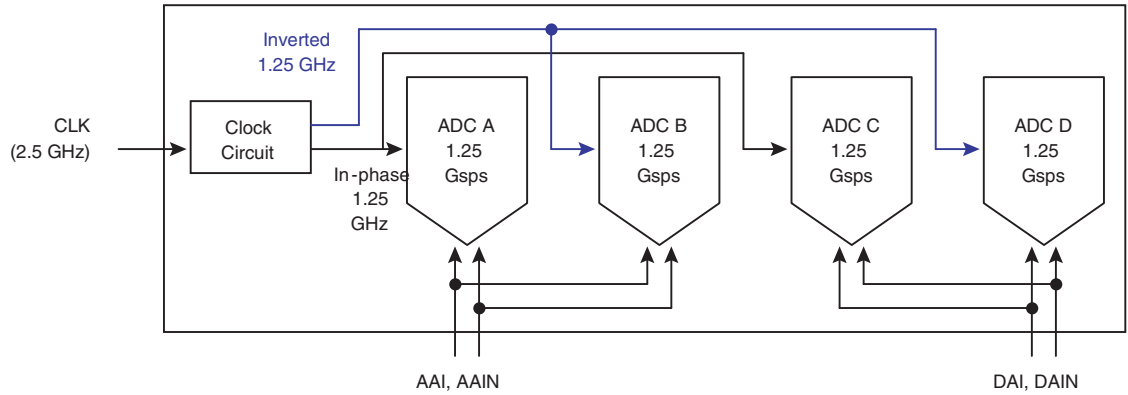 Inverted
1.25 GHz
CLK
(2.5 GHz)
Clock
Circuit
In-phase
1.25
GHz
ADC A
1.25
Gsps
ADC B
1.25
Gsps
ADC C
1.25
Gsps
ADC D
1.25
Gsps
AAI, AAIN
DAI, DAIN